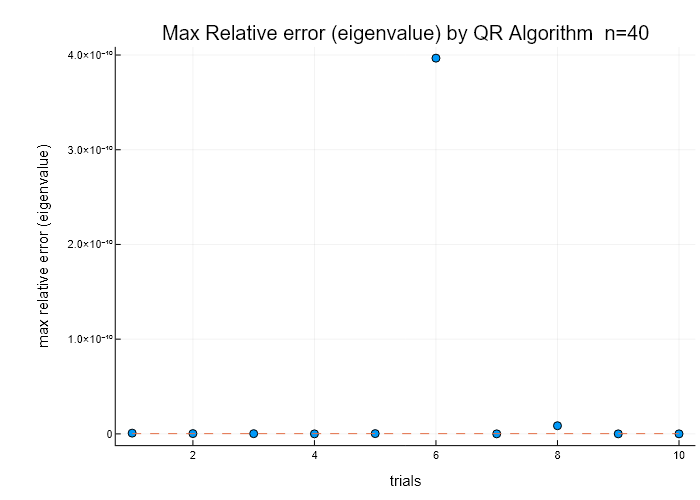 Max Relative error (eigenvalue) by QR Algorithm n=40
4.0×10⁻¹⁰
3.0×10⁻¹⁰
2.0×10⁻¹⁰
1.0×10⁻¹⁰
0
max relative error (eigenvalue)
2 4 6 8 10
trials